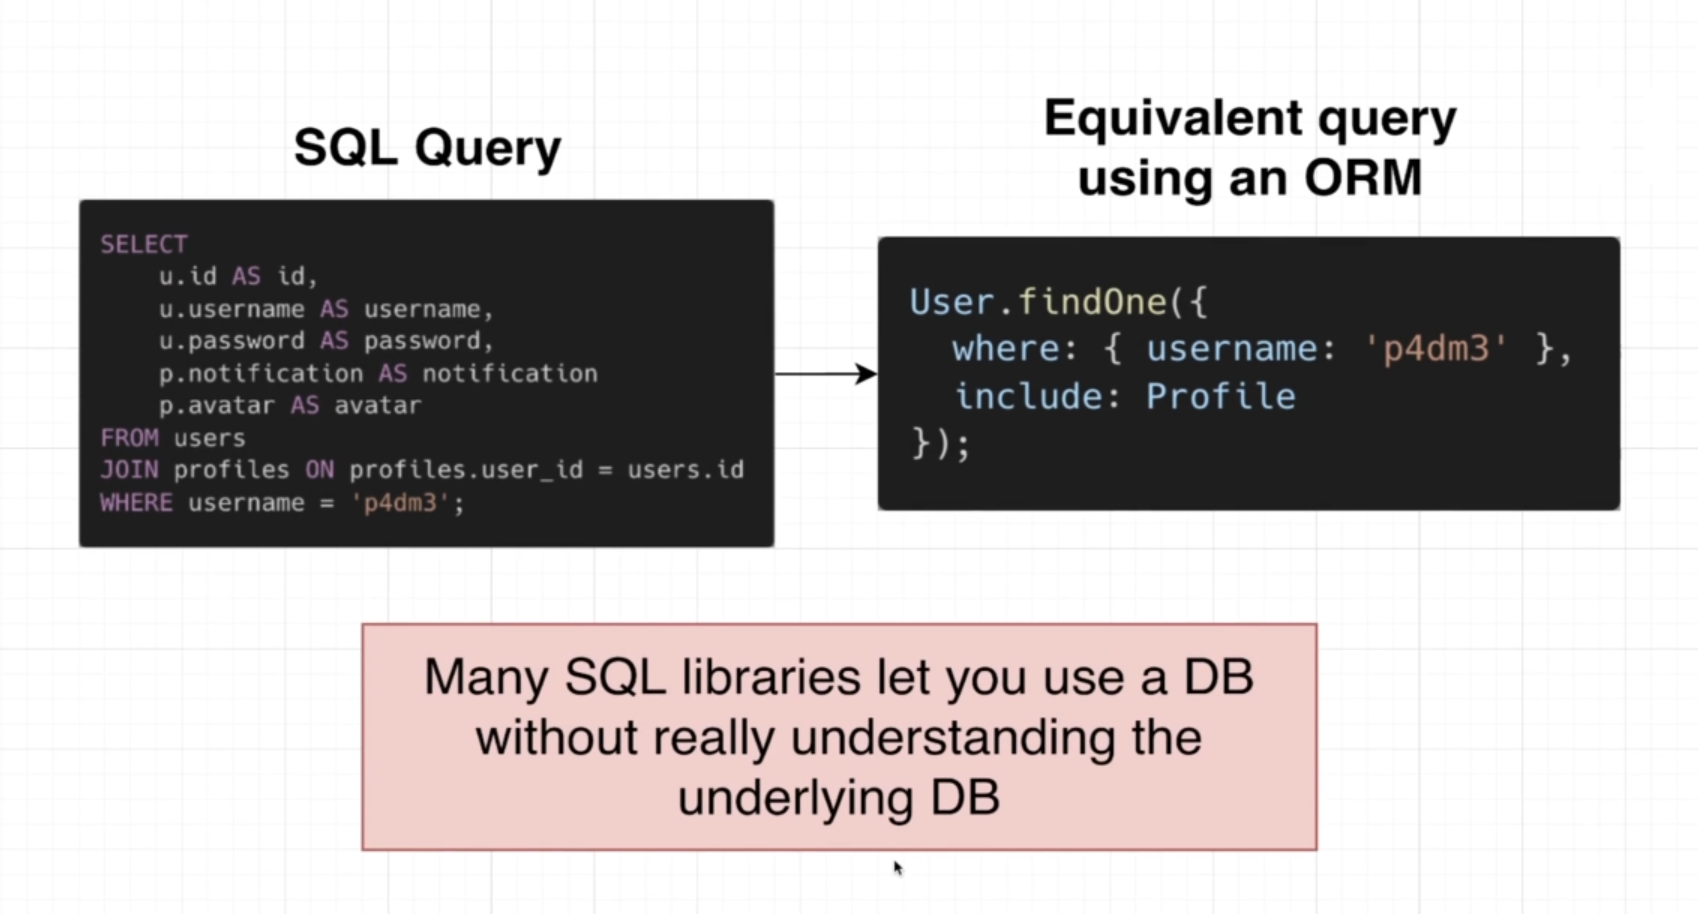 SQL Query
SELECT
    u.id AS id,
    u.username AS username,
    u.password AS password,
    p.notification AS notification
    p.avatar AS avatar
FROM users
JOIN profiles ON profiles.user_id = users.id
WHERE username = 'p4dm3';
Equivalent query
using an ORM
User.findOne({
  where: { username: 'p4dm3' },
  include: Profile
});
Many SQL libraries let you use a DB
without really understanding the
underlying DB